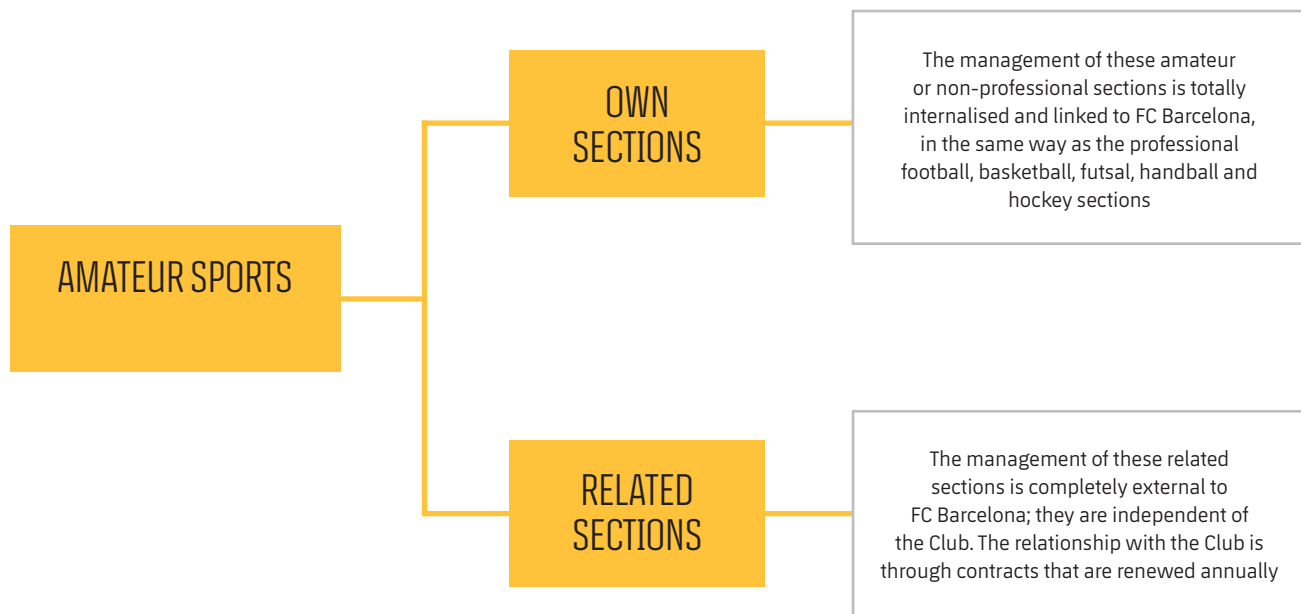 AMATEUR SPORTS
OWN
SECTIONS
The management of these amateur
or non-professional sections is totally
internalised and linked to FC Barcelona,
in the same way as the professional
football, basketball, futsal, handball and
hockey sections
RELATED
SECTIONS
The management of these related
sections is completely external to
FC Barcelona; they are independent of
the Club. The relationship with the Club is
through contracts that are renewed annually